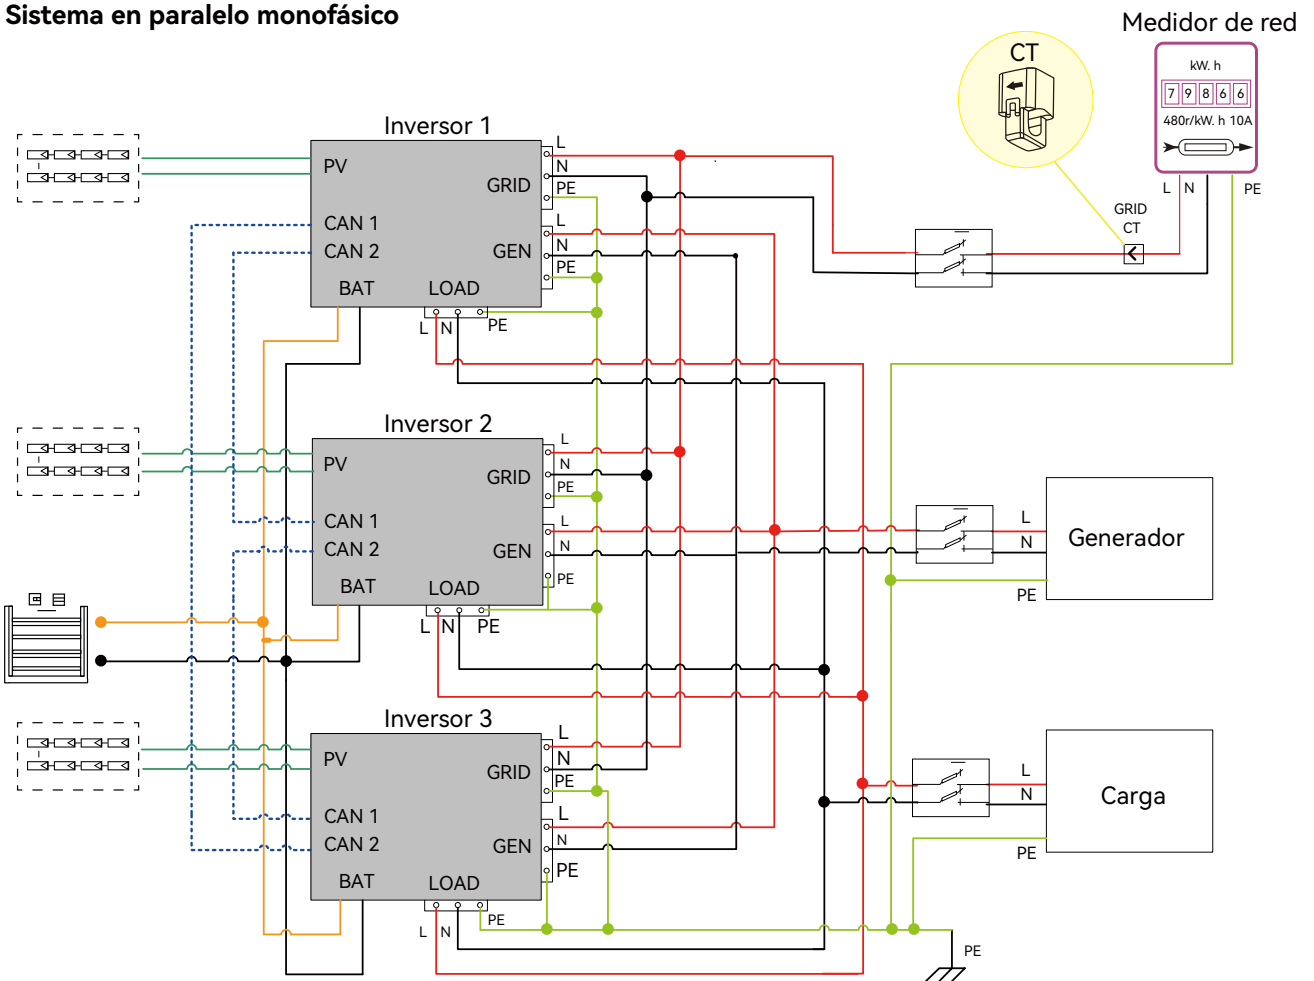 Sistema en paralelo monofásico
Medidor de red
CT
kW. h
7 9 8 6 6
480r/kW. h 10A
L N PE
GRID
CT
Inversor 1
PV
CAN 1
CAN 2
BAT
LOAD
GRID
GEN
L
N
PE
L
N
PE
L N PE
Inversor 2
PV
CAN 1
CAN 2
BAT
LOAD
GRID
GEN
L
N
PE
L
N
PE
L N PE
Generador
L
N
PE
Inversor 3
PV
CAN 1
CAN 2
BAT
LOAD
GRID
GEN
L
N
PE
L
N
PE
L N PE
Carga
L
N
PE
PE